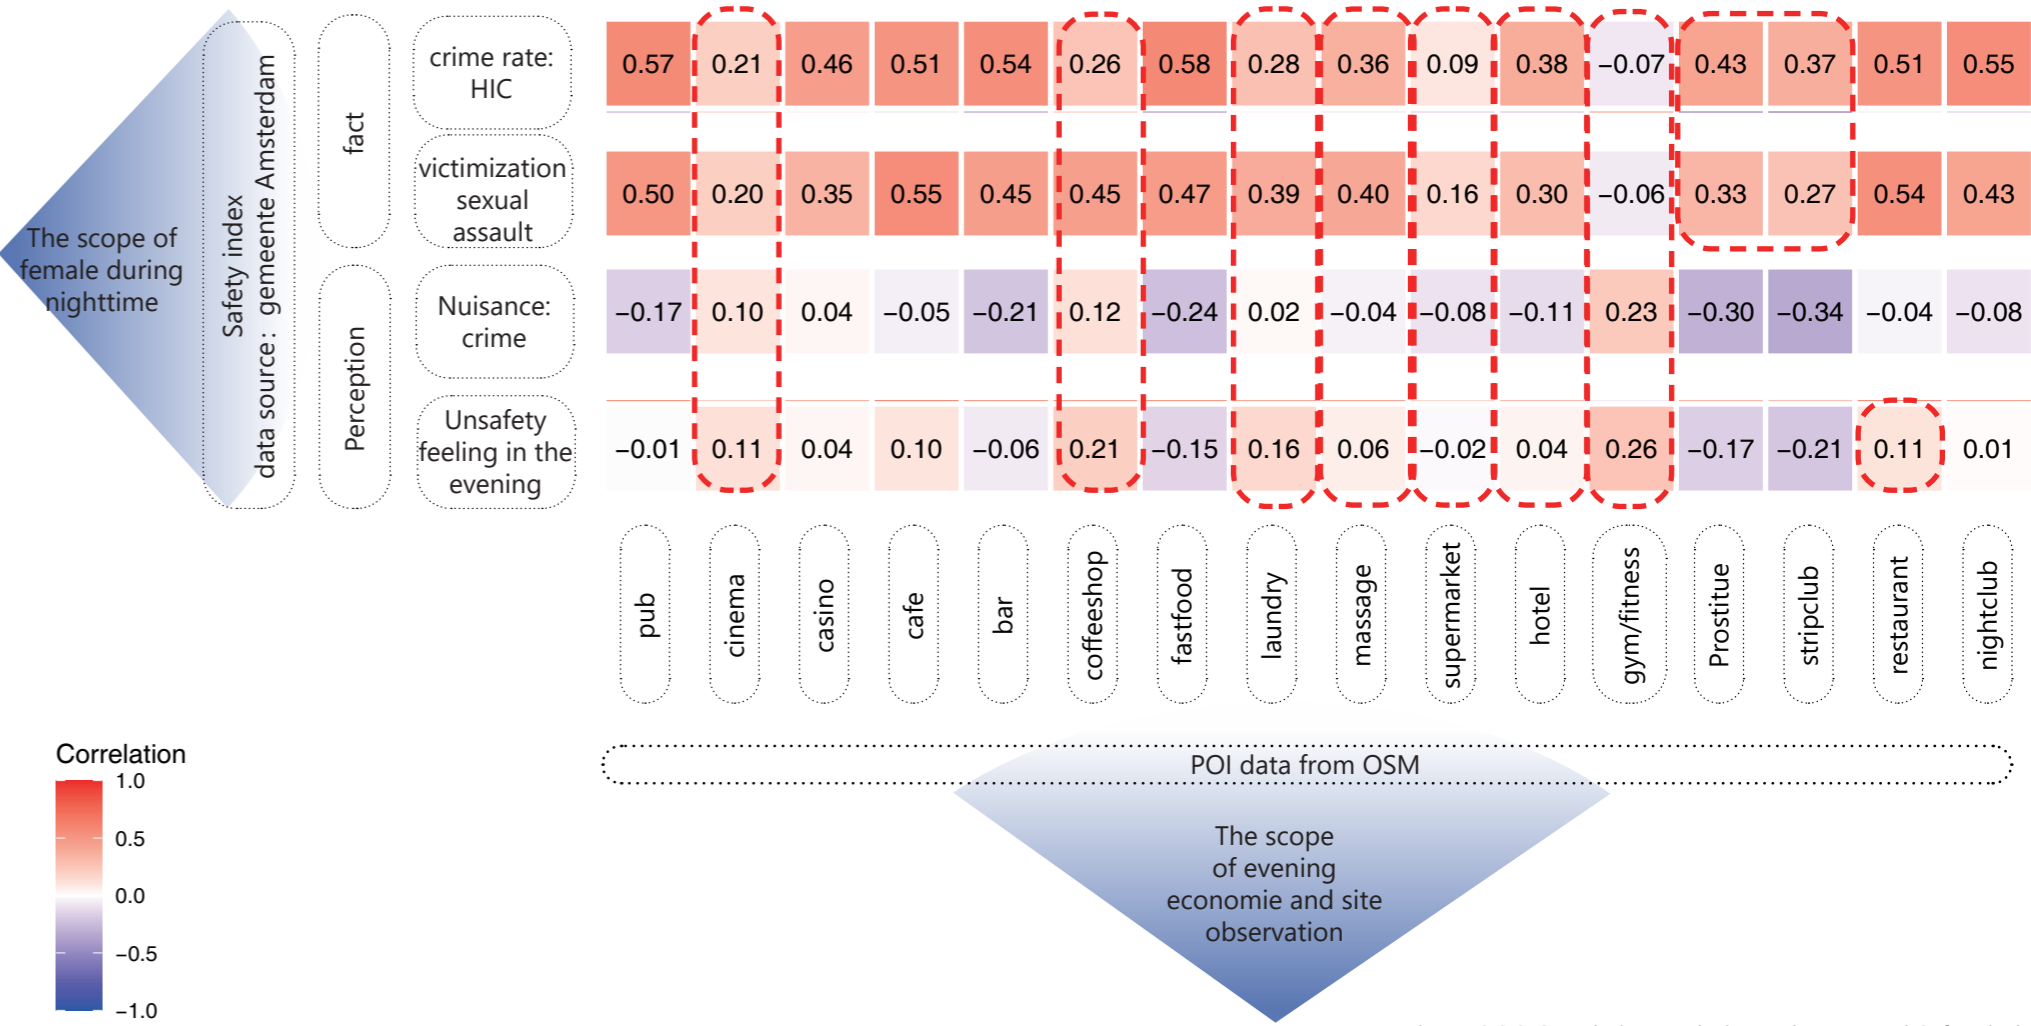 The scope of
female during
nighttime
Safety index
data source: gemeente Amsterdam
fact
Perception
crime rate:
HIC
0.57 0.21 0.46 0.51 0.54 0.26 0.58 0.28 0.36 0.09 0.38 −0.07 0.43 0.37 0.51 0.55
victimization
sexual
assault
0.50 0.20 0.35 0.55 0.45 0.45 0.47 0.39 0.40 0.16 0.30 −0.06 0.33 0.27 0.54 0.43
Nuisance:
crime
−0.17 0.10 0.04 −0.05 −0.21 0.12 −0.24 0.02 −0.04 −0.08 −0.11 0.23 −0.30 −0.34 −0.04 −0.08
Unsafety
feeling in the
evening
−0.01 0.11 0.04 0.10 −0.06 0.21 −0.15 0.16 0.06 −0.02 0.04 0.26 −0.17 −0.21 0.11 0.01
pub
cinema
casino
cafe
bar
coffeeshop
fastfood
laundry
massage
supermarket
hotel
gym/fitness
Prostitue
stripclub
restaurant
nightclub
POI data from OSM
The scope
of evening
economie and site
observation
Correlation
1.0
0.5
0.0
−0.5
−1.0